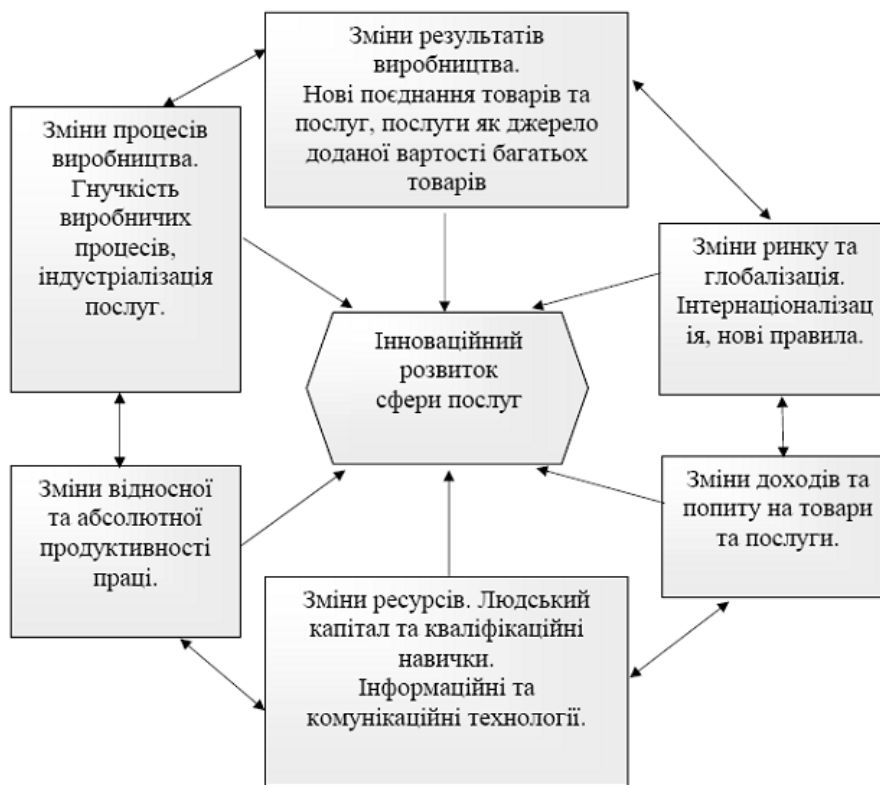 Зміни результатів
виробництва.
Нові поєднання товарів та
послуг, послуги як джерело
доданої вартості багатьох
товарів
Зміни процесів
виробництва.
Гнучкість
виробничих
процесів,
індустріалізація
послуг.
Зміни ринку та
глобалізація.
Інтернаціоналізац
ія, нові правила.
Інноваційний
розвиток
сфери послуг
Зміни відносної
та абсолютної
продуктивності
праці.
Зміни доходів та
попиту на товари
та послуги.
Зміни ресурсів. Людський
капітал та кваліфікаційні
навички.
Інформаційні та
комунікаційні технології.